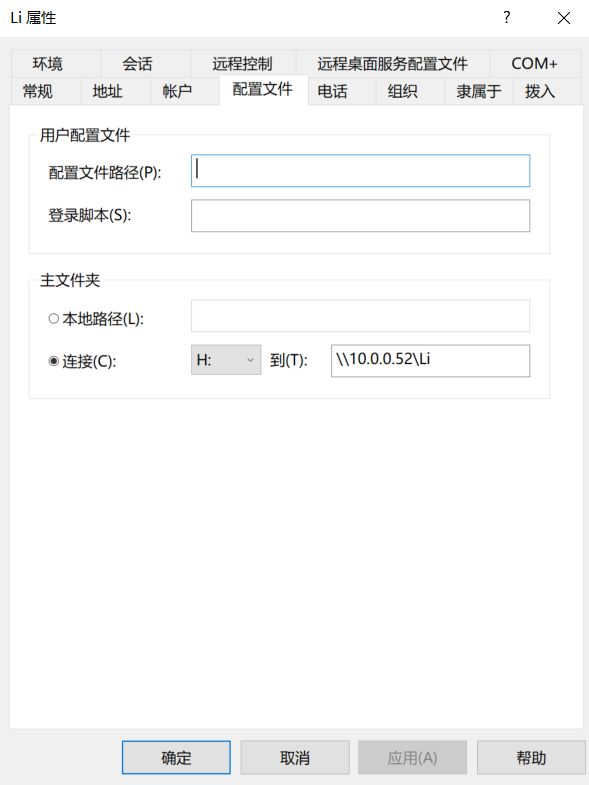 Li 属性
?
环境 会话 远程控制 远程桌面服务配置文件 COM+
常规 地址 帐户 配置文件 电话 组织 隶属于 拨入
用户配置文件
配置文件路径(P):
登录脚本(S):
主文件夹
本地路径(L):
连接(C): H: 到(T): \\10.0.0.52\Li
确定 取消 应用(A) 帮助